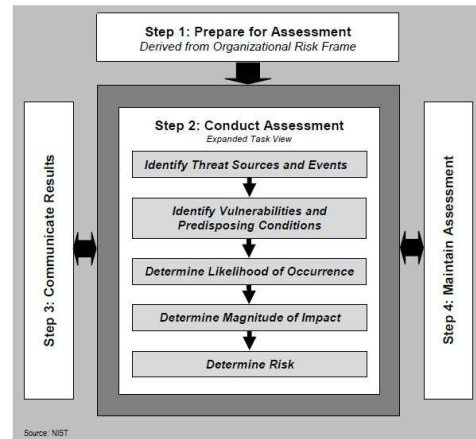 Step 1: Prepare for Assessment
Derived from Organizational Risk Frame
Step 3: Communicate Results
Step 2: Conduct Assessment
Expanded Task View
Identify Threat Sources and Events
Identify Vulnerabilities and
Predisposing Conditions
Determine Likelihood of Occurrence
Determine Magnitude of Impact
Determine Risk
Step 4: Maintain Assessment
Source: NIST